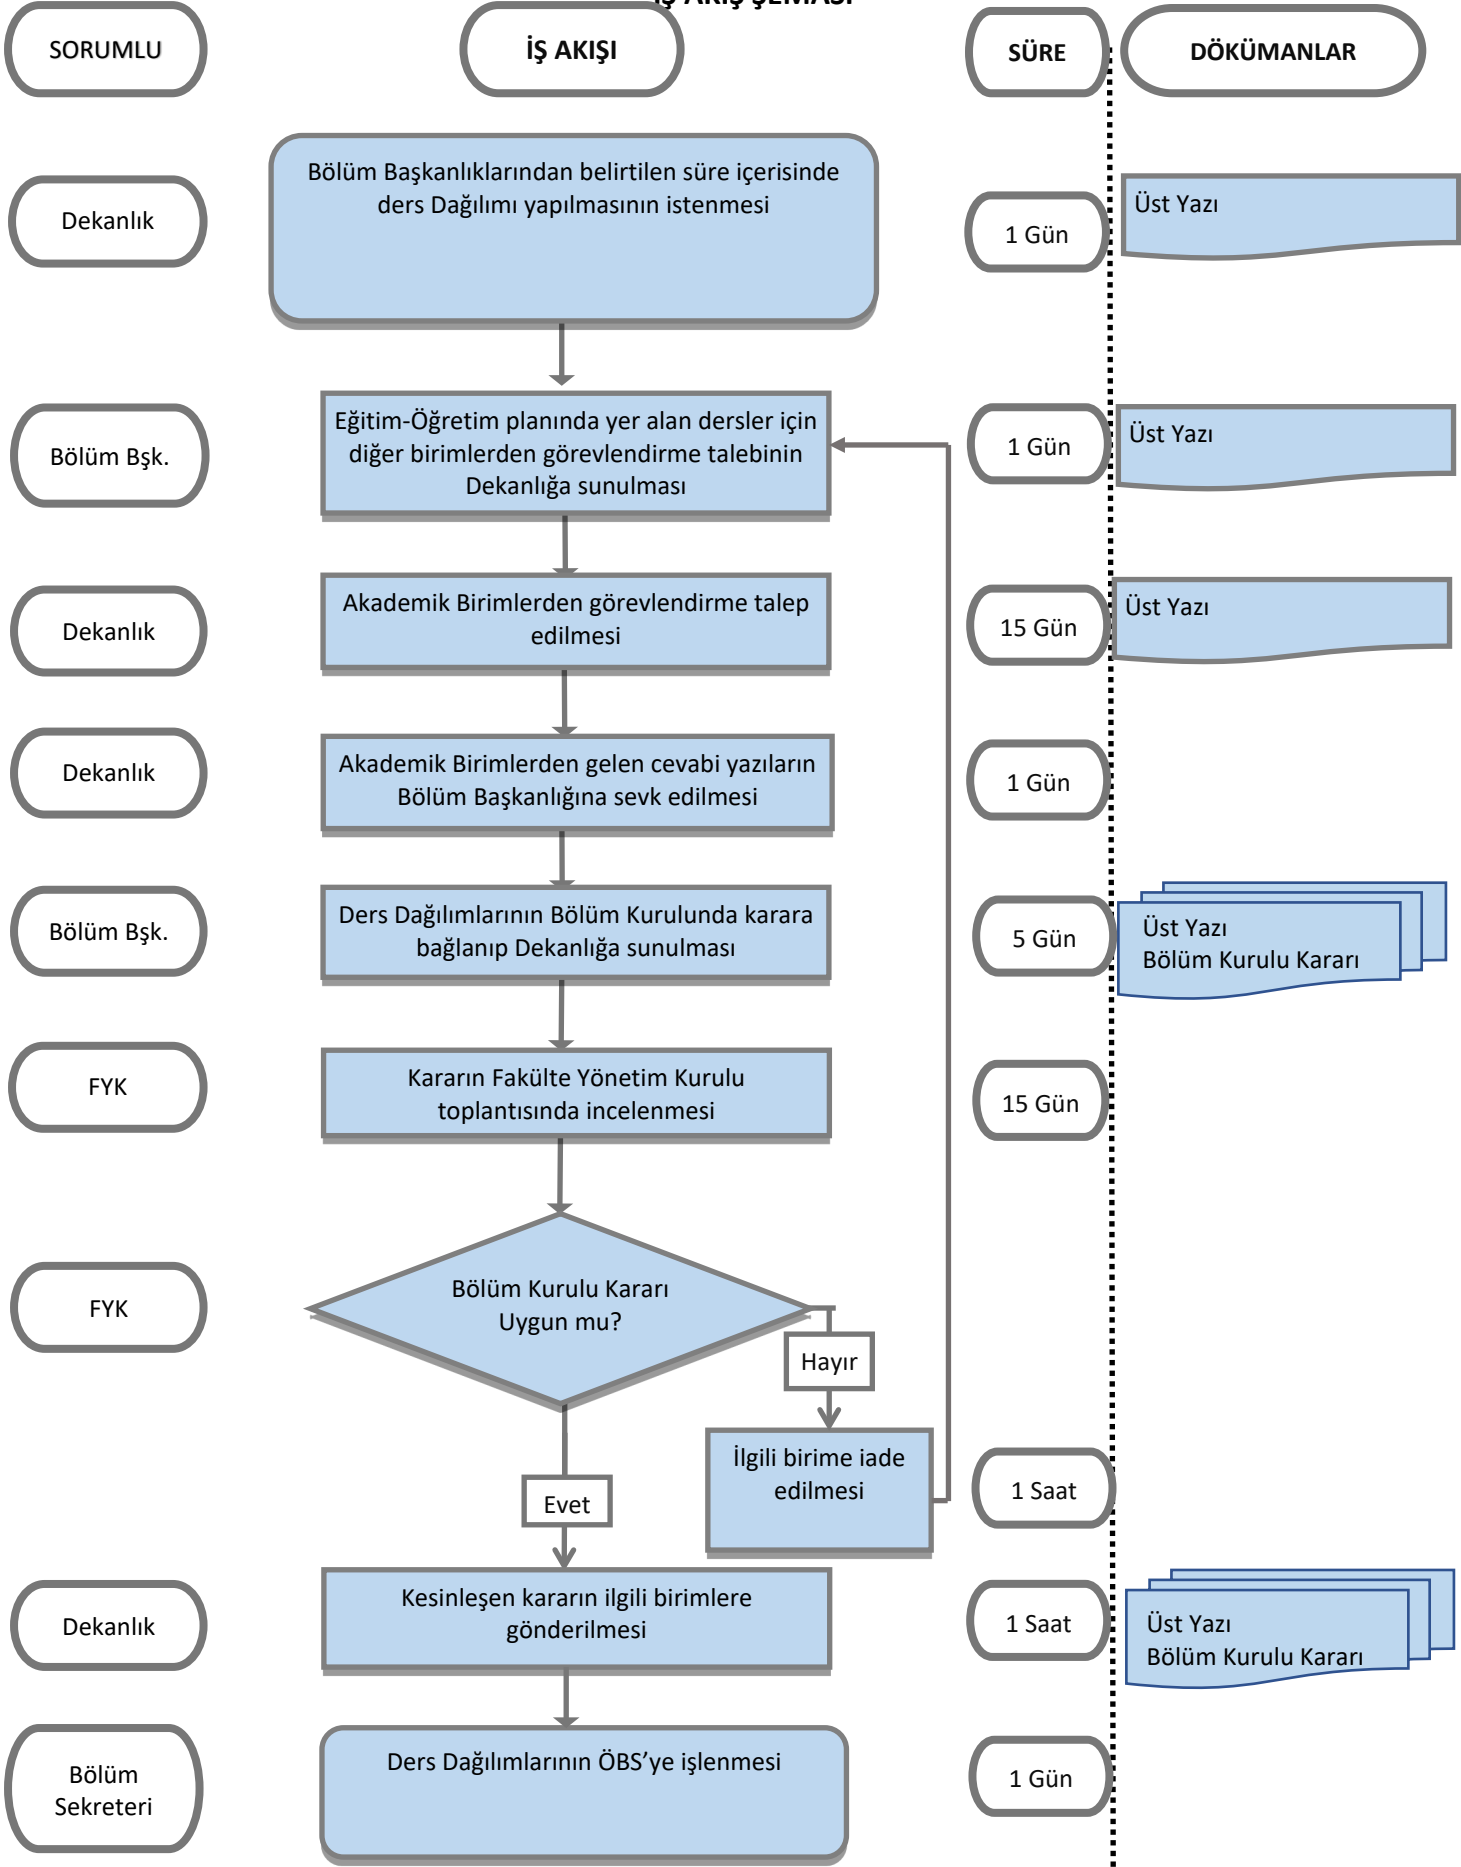 İŞ AKIŞ ŞEMASI
SORUMLU
İŞ AKIŞI
SÜRE
DÖKÜMANLAR
Dekanlık
Bölüm Başkanlıklarından belirtilen süre içerisinde
ders Dağılımı yapılmasının istenmesi
1 Gün
Üst Yazı
Bölüm Bşk.
Eğitim-Öğretim planında yer alan dersler için
diğer birimlerden görevlendirme talebinin
Dekanlığa sunulması
1 Gün
Üst Yazı
Dekanlık
Akademik Birimlerden görevlendirme talep
edilmesi
15 Gün
Üst Yazı
Dekanlık
Akademik Birimlerden gelen cevabi yazıların
Bölüm Başkanlığına sevk edilmesi
1 Gün
Bölüm Bşk.
Ders Dağılımlarının Bölüm Kurulunda karara
bağlanıp Dekanlığa sunulması
5 Gün
Üst Yazı
Bölüm Kurulu Kararı
FYK
Kararın Fakülte Yönetim Kurulu
toplantısında incelenmesi
15 Gün
FYK
Bölüm Kurulu Kararı
Uygun mu?
Hayır
İlgili birime iade
edilmesi
1 Saat
Evet
Dekanlık
Kesinleşen kararın ilgili birimlere
gönderilmesi
1 Saat
Üst Yazı
Bölüm Kurulu Kararı
Bölüm
Sekreteri
Ders Dağılımlarının ÖBS’ye işlenmesi
1 Gün